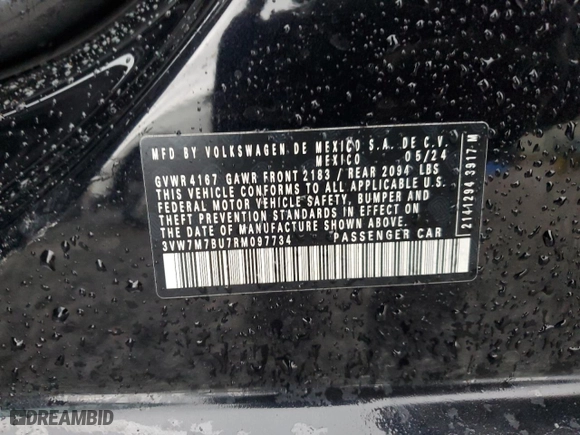 MFD BY VOLKSWAGEN DE MEXICO S.A. DE C.V.
MEXICO 05/24
GVWR 4167 GAWR FRONT 2183 / REAR 2094 LBS
THIS VEHICLE CONFORMS TO ALL APPLICABLE U.S.
FEDERAL MOTOR VEHICLE SAFETY, BUMPER AND
THEFT PREVENTION STANDARDS IN EFFECT ON
THE DATE OF MANUFACTURE SHOWN ABOVE.
3VW7M7BU7RM097734 PASSENGER CAR
2141294 3917 M
DREAMBID